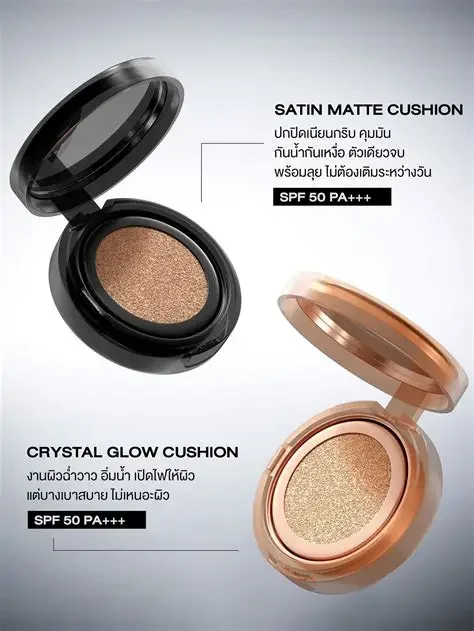 SATIN MATTE CUSHION
ปกปิดเนียนกริบ คุมมัน
กันน้ำกันเหงื่อ ตัวเดียวจบ
พร้อมลุย ไม่ต้องเติมระหว่างวัน
SPF 50 PA+++
CRYSTAL GLOW CUSHION
งานผิวฉ่ำวาว อิ่มน้ำ เปิดไฟให้ผิว
แต่บางเบาสบาย ไม่เหนอะผิว
SPF 50 PA+++